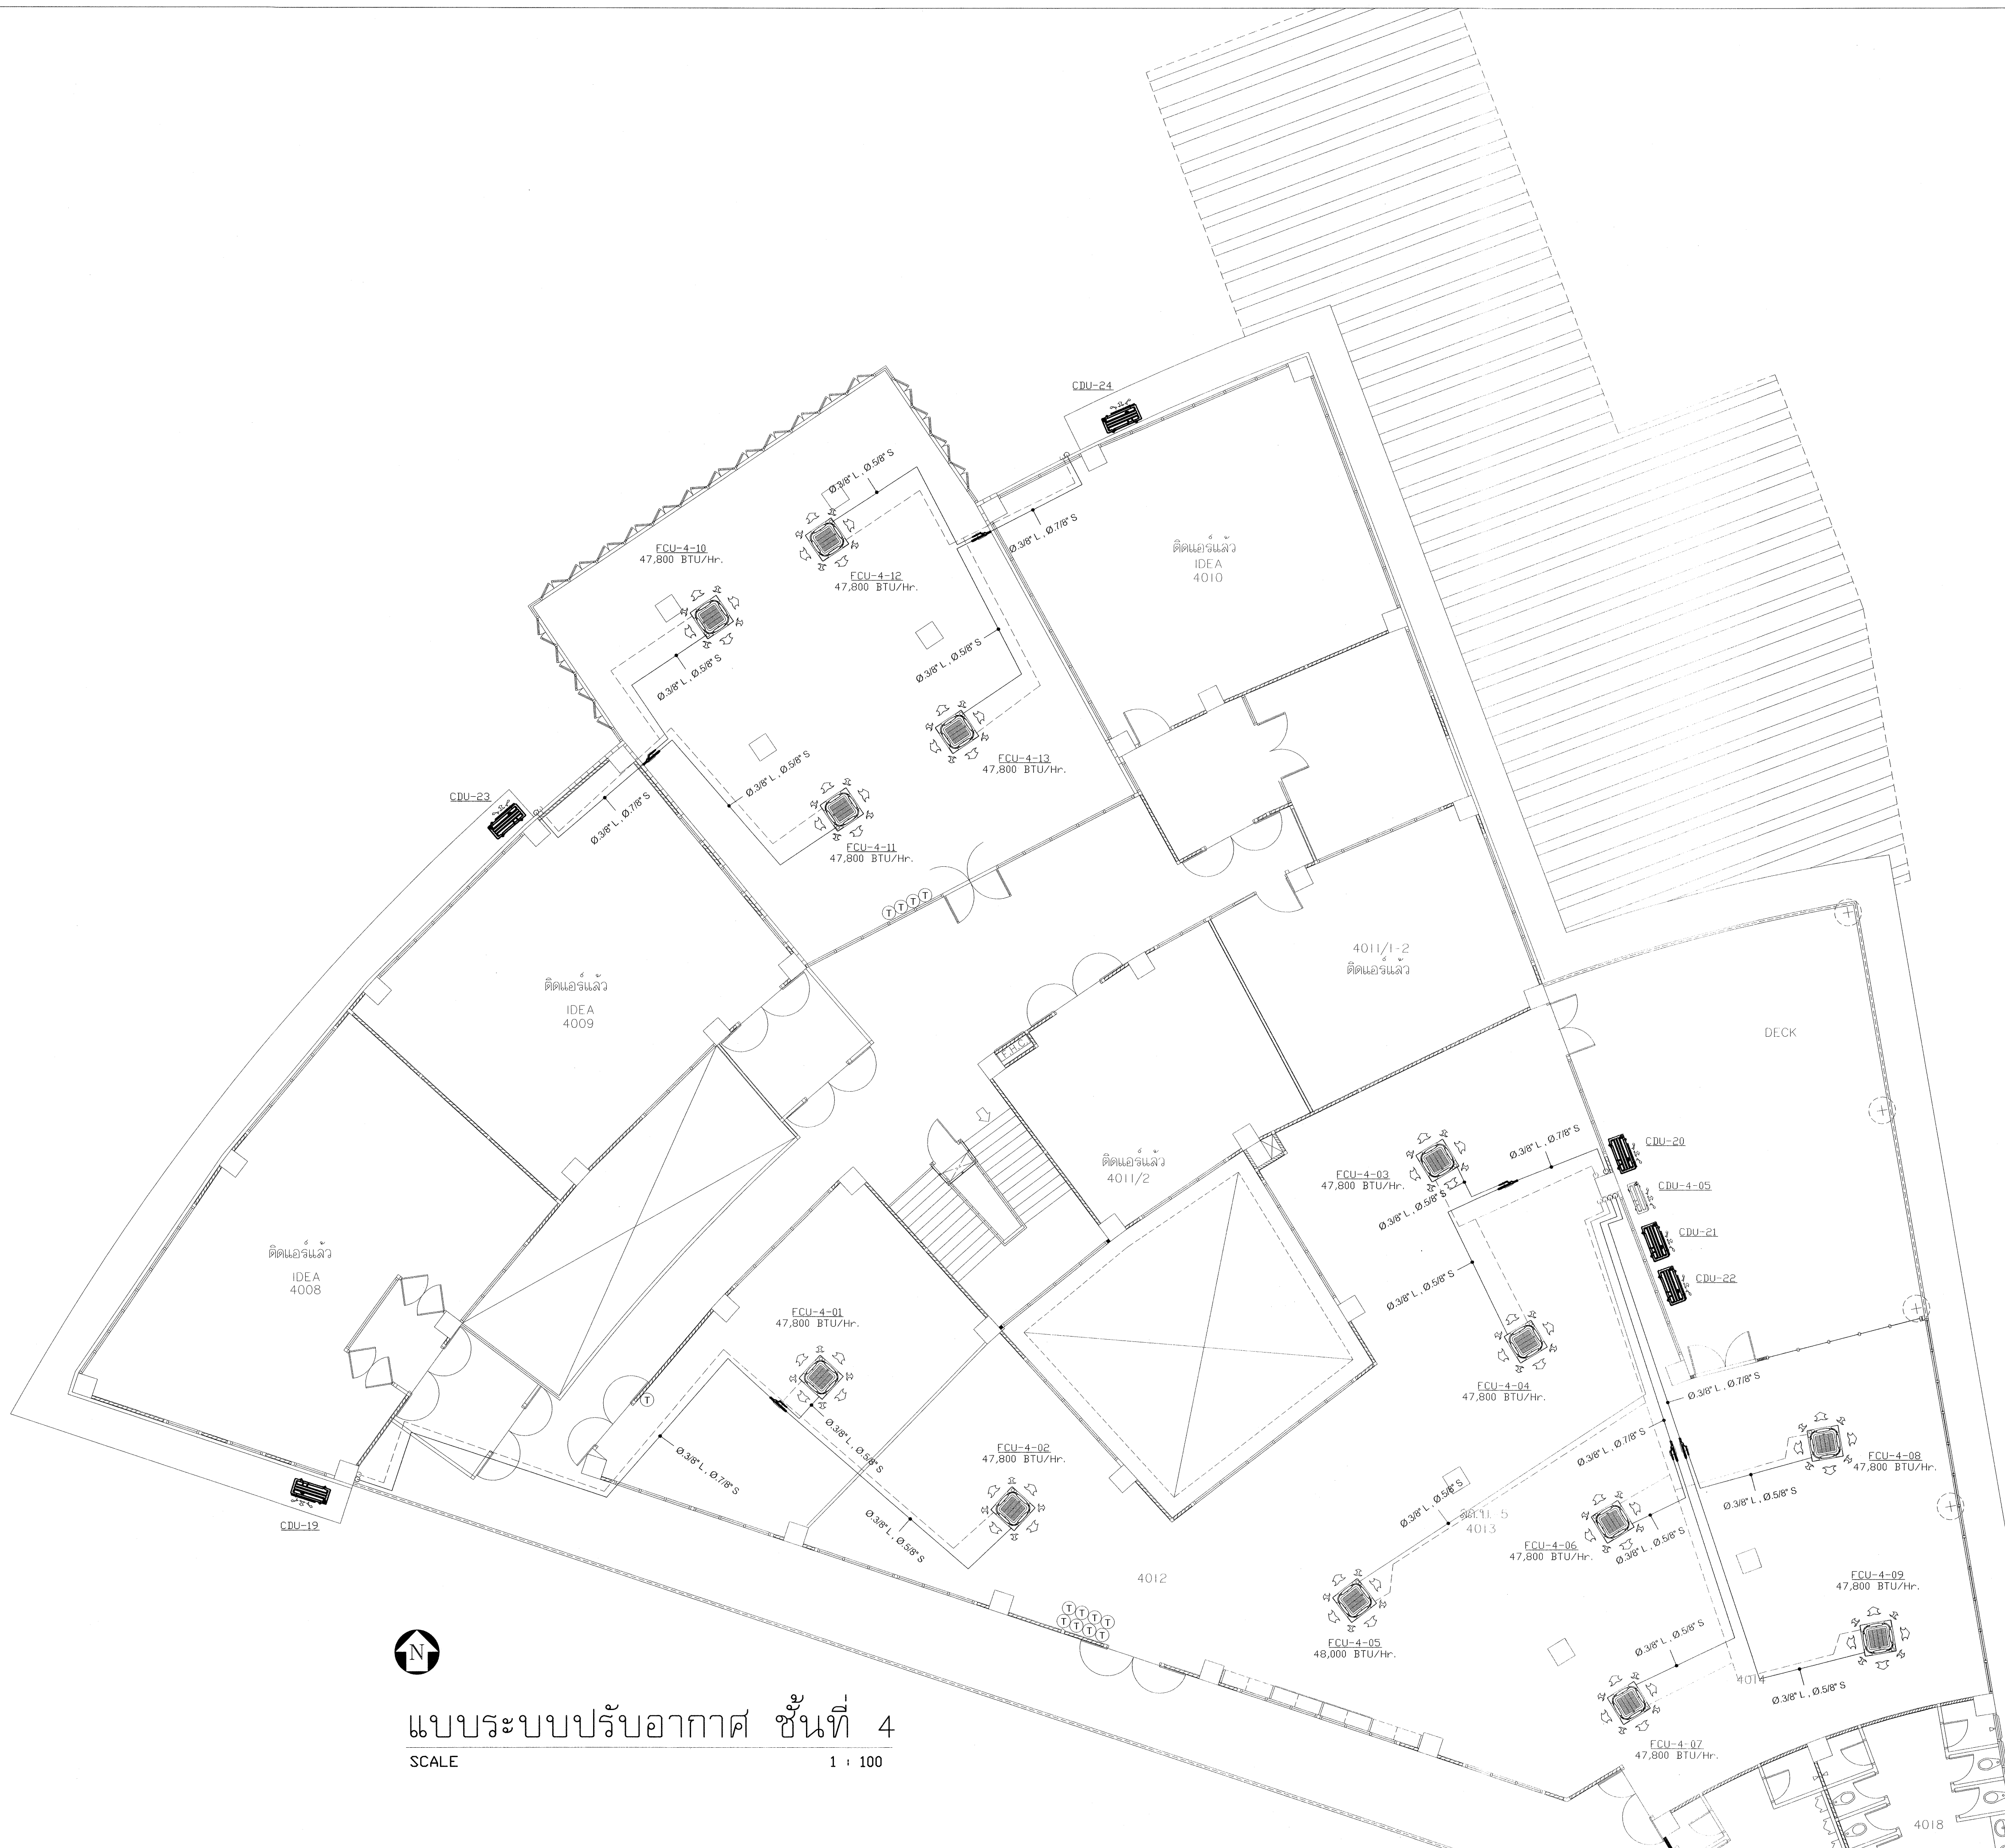 CDU-24
Ø.3/8" L , Ø.5/8" S
Ø.3/8" L , Ø.7/8" S
FCU-4-10
47,800 BTU/Hr.
FCU-4-12
47,800 BTU/Hr.
ติดแอร์แล้ว
IDEA
4010
Ø.3/8" L , Ø.5/8" S
Ø.3/8" L , Ø.5/8" S
FCU-4-13
47,800 BTU/Hr.
Ø.3/8" L , Ø.5/8" S
CDU-23
Ø.3/8" L , Ø.7/8" S
FCU-4-11
47,800 BTU/Hr.
T T T T
4011/1-2
ติดแอร์แล้ว
ติดแอร์แล้ว
IDEA
4009
DECK
F.H.C.
ติดแอร์แล้ว
4011/2
Ø.3/8" L , Ø.7/8" S
CDU-20
FCU-4-03
47,800 BTU/Hr.
CDU-4-05
Ø.3/8" L , Ø.5/8" S
CDU-21
ติดแอร์แล้ว
IDEA
4008
CDU-22
Ø.3/8" L , Ø.5/8" S
FCU-4-01
47,800 BTU/Hr.
FCU-4-04
47,800 BTU/Hr.
T
Ø.3/8" L , Ø.7/8" S
Ø.3/8" L , Ø.5/8" S
Ø.3/8" L , Ø.7/8" S
FCU-4-02
47,800 BTU/Hr.
Ø.3/8" L , Ø.7/8" S
FCU-4-08
47,800 BTU/Hr.
Ø.3/8" L , Ø.5/8" S
Ø.3/8" L , Ø.5/8" S
CDU-19
Ø.3/8" L , Ø.5/8" S
5
4013
FCU-4-06
47,800 BTU/Hr.
Ø.3/8" L , Ø.5/8" S
4012
FCU-4-09
47,800 BTU/Hr.
T T T T
T T T T
FCU-4-05
48,000 BTU/Hr.
Ø.3/8" L , Ø.5/8" S
4014
Ø.3/8" L , Ø.5/8" S
FCU-4-07
47,800 BTU/Hr.
N
แบบระบบปรับอากาศ ชั้นที่ 4
SCALE 1 : 100
4018